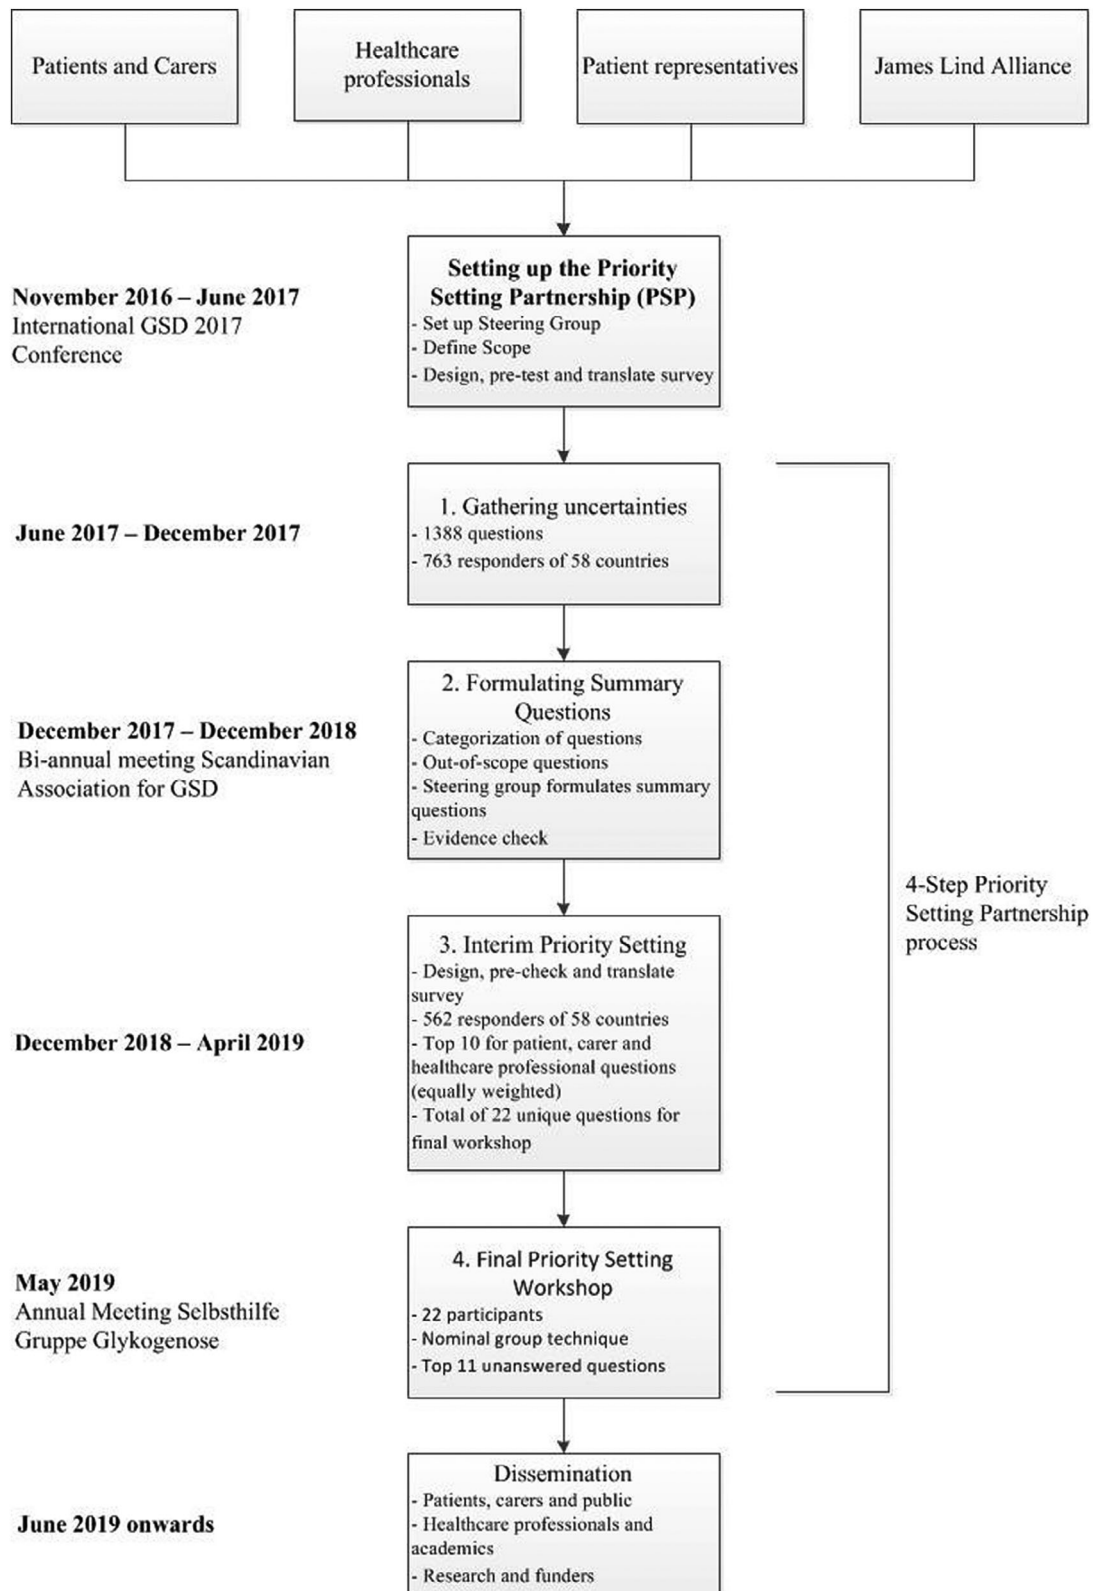 Patients and Carers
Healthcare
professionals
Patient representatives
James Lind Alliance
November 2016 – June 2017
International GSD 2017
Conference
Setting up the Priority
Setting Partnership (PSP)
- Set up Steering Group
- Define Scope
- Design, pre-test and translate survey
June 2017 – December 2017
1. Gathering uncertainties
- 1388 questions
- 763 responders of 58 countries
December 2017 – December 2018
Bi-annual meeting Scandinavian
Association for GSD
2. Formulating Summary
Questions
- Categorization of questions
- Out-of-scope questions
- Steering group formulates summary
questions
- Evidence check
4-Step Priority
Setting Partnership
process
December 2018 – April 2019
3. Interim Priority Setting
- Design, pre-check and translate
survey
- 562 responders of 58 countries
- Top 10 for patient, carer and
healthcare professional questions
(equally weighted)
- Total of 22 unique questions for
final workshop
May 2019
Annual Meeting Selbsthilfe
Gruppe Glykogenose
4. Final Priority Setting
Workshop
- 22 participants
- Nominal group technique
- Top 11 unanswered questions
June 2019 onwards
Dissemination
- Patients, carers and public
- Healthcare professionals and
academics
- Research and funders